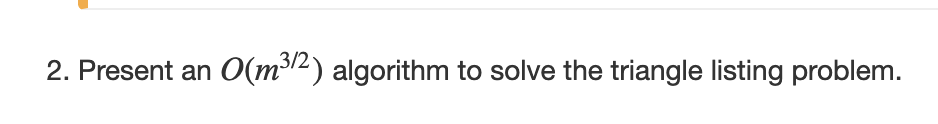 2. Present an O(m^{3/2}) algorithm to solve the triangle listing problem.